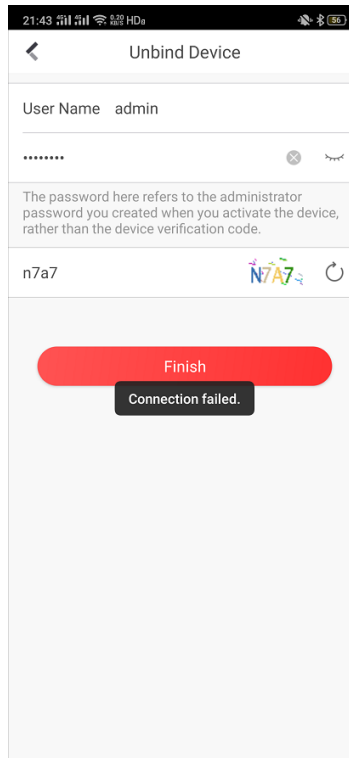 21:43 4G 4G 0.20 KB/S HD 56
Unbind Device
User Name admin
••••••••
The password here refers to the administrator
password you created when you activate the device,
rather than the device verification code.
n7a7 N7A7
Finish
Connection failed.